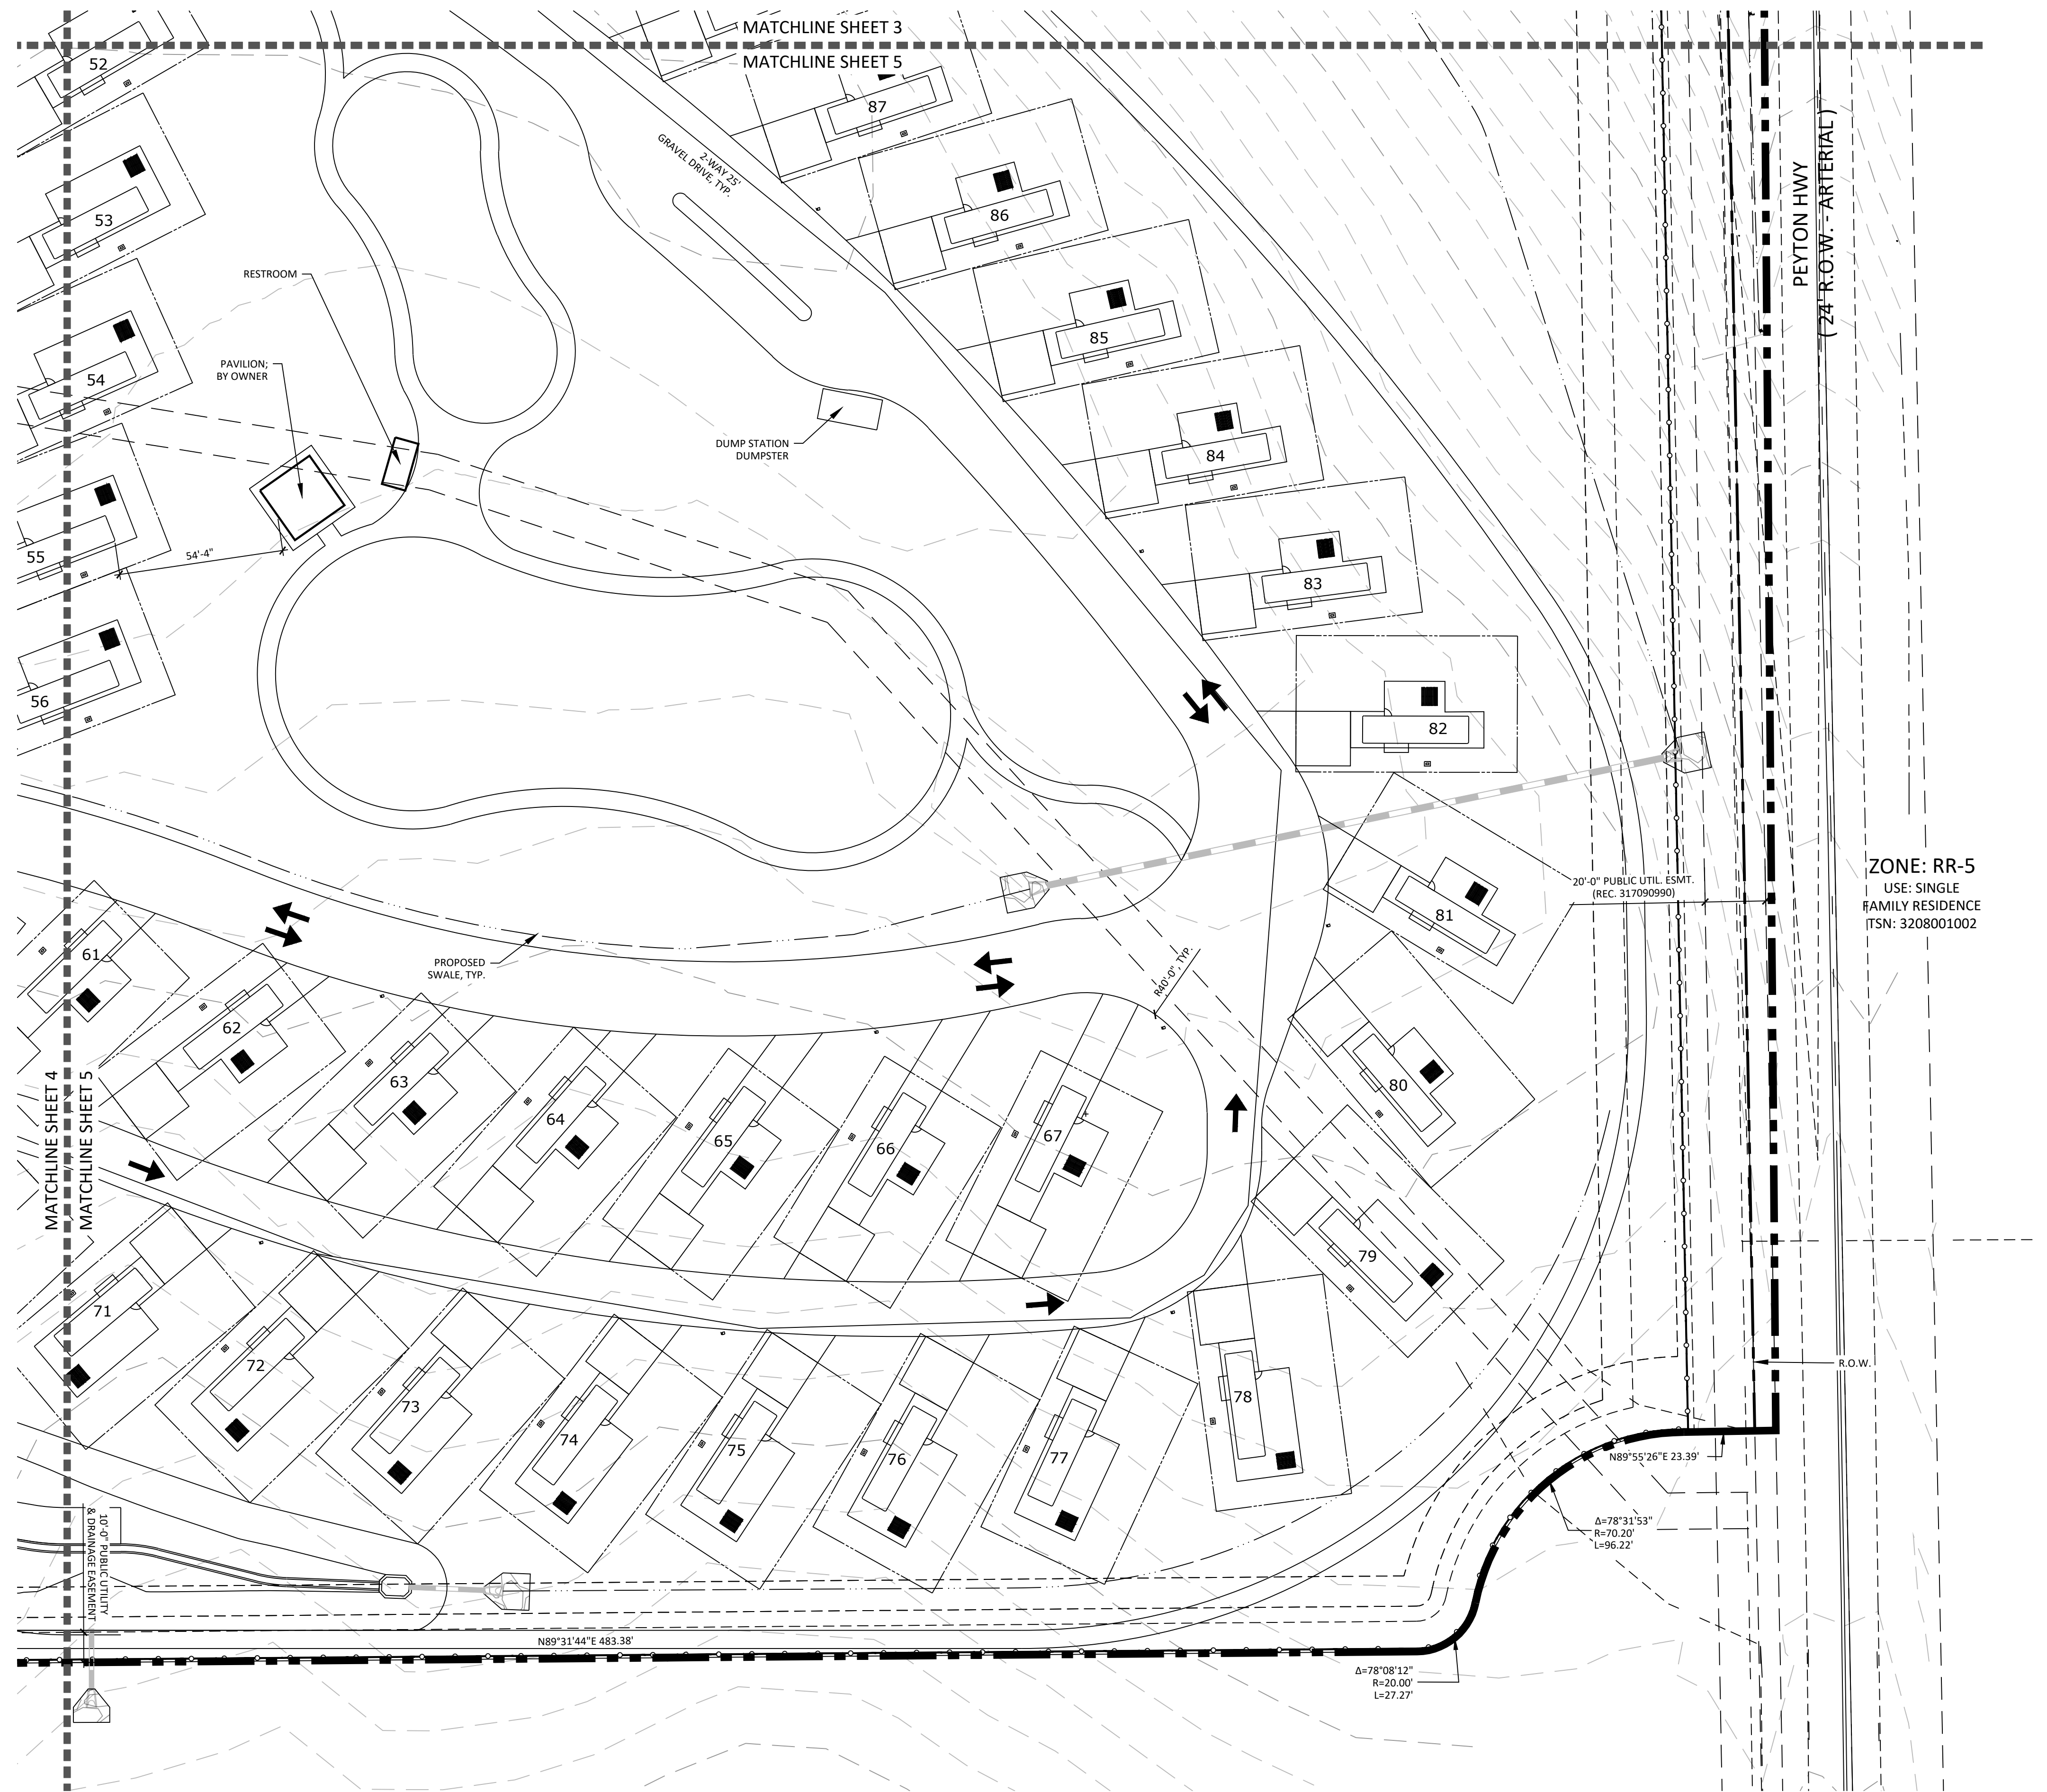 MATCHLINE SHEET 3
MATCHLINE SHEET 5
52
87
2-WAY 25'
GRAVEL DRIVE, TYP.
53
86
PEYTON HWY
( 24' R.O.W. - ARTERIAL )
RESTROOM
85
PAVILION;
BY OWNER
54
DUMP STATION
DUMPSTER
84
55
54'-4"
83
56
82
20'-0" PUBLIC UTIL. ESMT.
(REC. 317090990)
ZONE: RR-5
USE: SINGLE
FAMILY RESIDENCE
TSN: 3208001002
81
61
PROPOSED
SWALE, TYP.
R40'-0", TYP.
62
63
64
65
66
67
80
MATCHLINE SHEET 4
MATCHLINE SHEET 5
79
71
72
73
74
75
76
77
78
R.O.W.
N89°55'26"E 23.39'
Δ=78°31'53"
R=70.20'
L=96.22'
10'-0" PUBLIC UTILITY
& DRAINAGE EASEMENT
N89°31'44"E 483.38'
Δ=78°08'12"
R=20.00'
L=27.27'